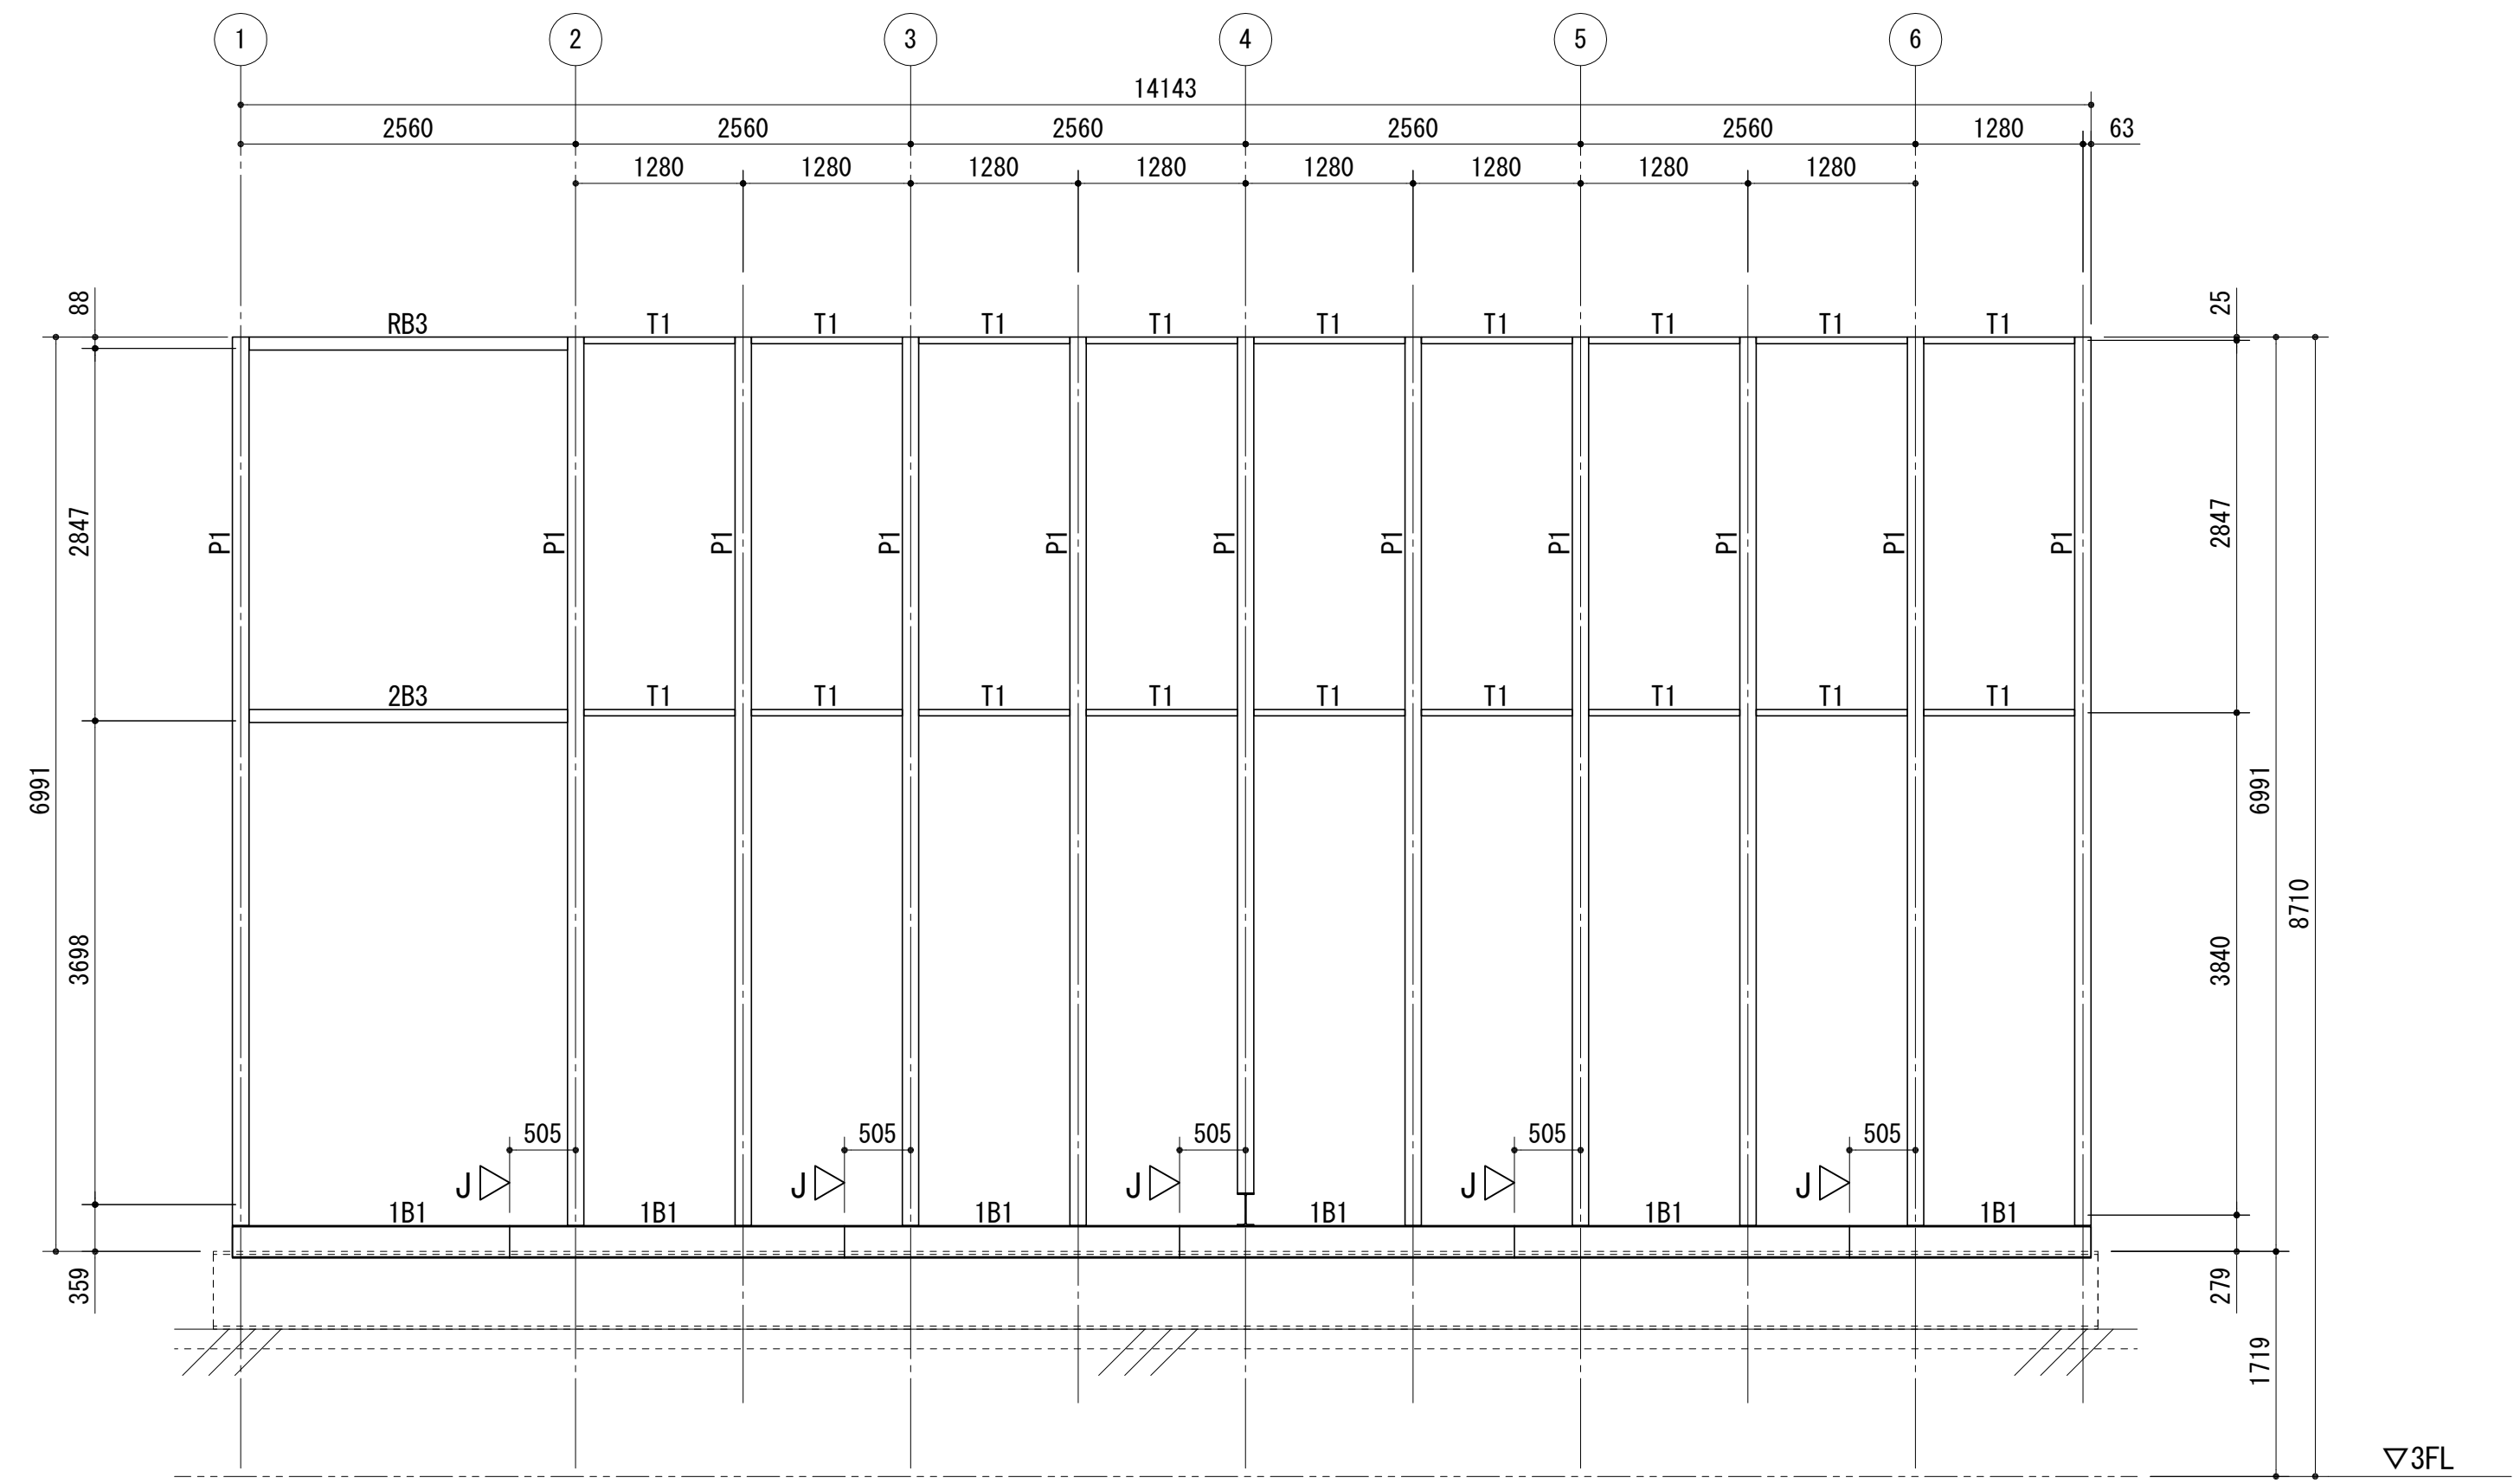 1 2 3 4 5 6
14143
2560 2560 2560 2560 2560 1280 63
1280 1280 1280 1280 1280 1280 1280 1280
88 25
RB3 T1 T1 T1 T1 T1 T1 T1 T1 T1
2847 P1 P1 P1 P1 P1 P1 P1 P1 P1 P1 P1 2847
2B3 T1 T1 T1 T1 T1 T1 T1 T1 T1
6991 6991
8710
3698 3840
505 505 505 505 505
J J J J J
1B1 1B1 1B1 1B1 1B1 1B1
359 279
1719
▽3FL